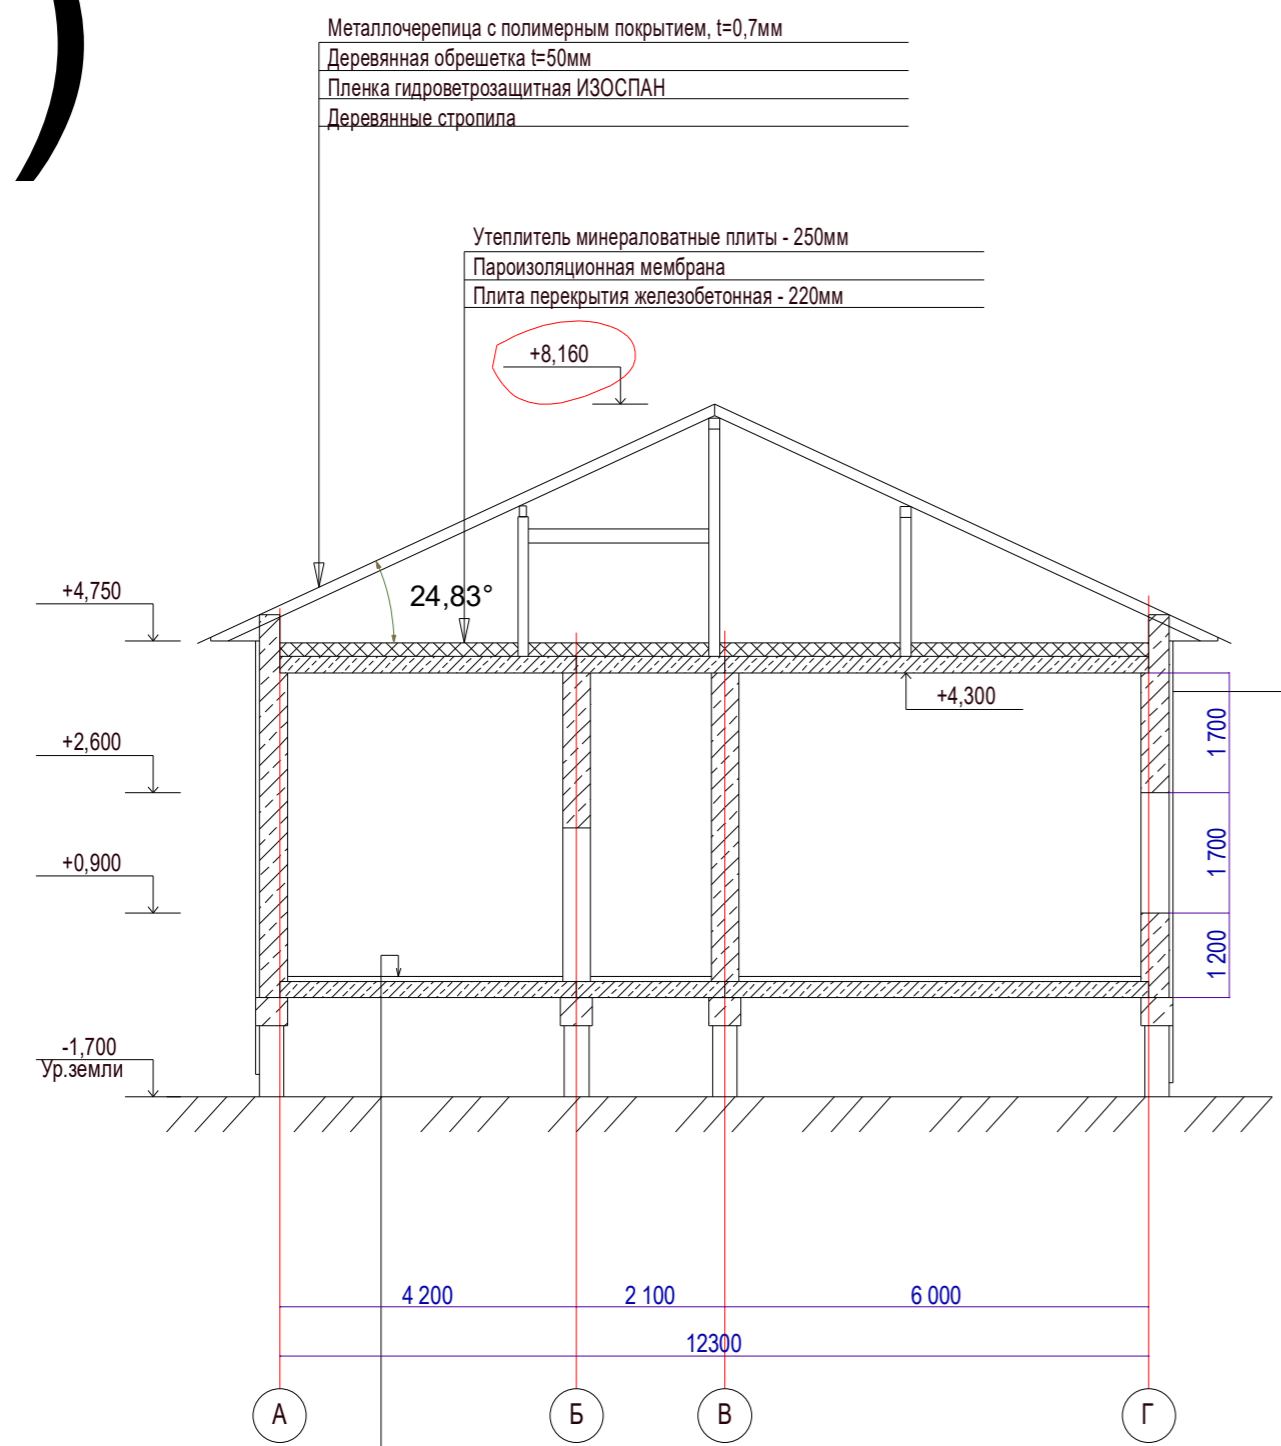 )
Металлочерепица с полимерным покрытием, t=0,7мм
Деревянная обрешетка t=50мм
Пленка гидроветрозащитная ИЗОСПАН
Деревянные стропила
Утеплитель минераловатные плиты - 250мм
Пароизоляционная мембрана
Плита перекрытия железобетонная - 220мм
+8,160
24,83°
+4,750
+4,300
1 700
+2,600
1 700
+0,900
1 200
-1,700
Ур.земли
4 200
2 100
6 000
12300
А
Б
В
Г